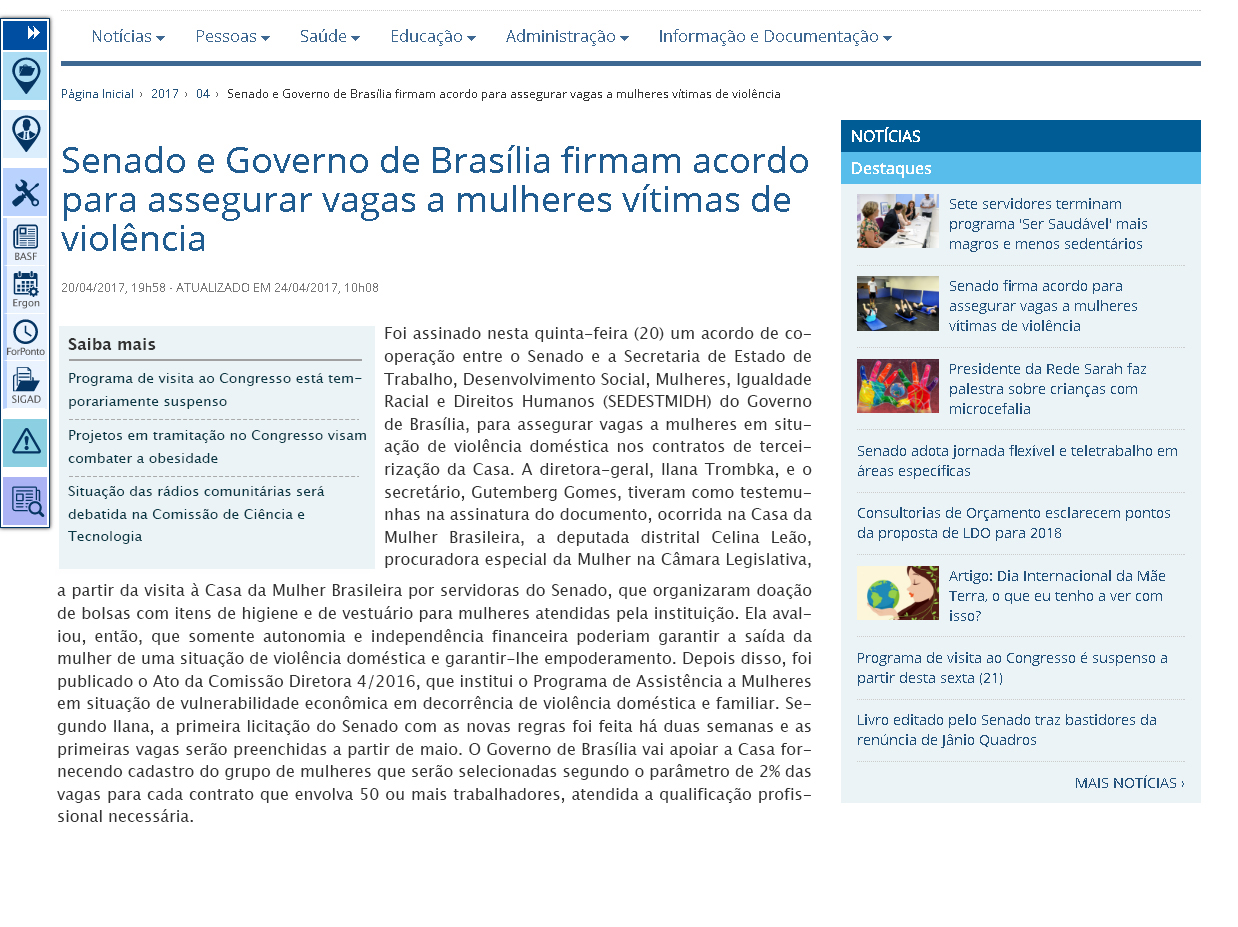 Notícias Pessoas Saúde Educação Administração Informação e Documentação
Página Inicial › 2017 › 04 › Senado e Governo de Brasília firmam acordo para assegurar vagas a mulheres vítimas de violência
Senado e Governo de Brasília firmam acordo
para assegurar vagas a mulheres vítimas de
violência
20/04/2017, 19h58 - ATUALIZADO EM 24/04/2017, 10h08
BASF
Ergon
ForPonto
SIGAD
Saiba mais
Programa de visita ao Congresso está tem-
porariamente suspenso
Projetos em tramitação no Congresso visam
combater a obesidade
Situação das rádios comunitárias será
debatida na Comissão de Ciência e
Tecnologia
Foi assinado nesta quinta-feira (20) um acordo de co-
operação entre o Senado e a Secretaria de Estado de
Trabalho, Desenvolvimento Social, Mulheres, Igualdade
Racial e Direitos Humanos (SEDESTMIDH) do Governo
de Brasília, para assegurar vagas a mulheres em situ-
ação de violência doméstica nos contratos de tercei-
rização da Casa. A diretora-geral, Ilana Trombka, e o
secretário, Gutemberg Gomes, tiveram como testemu-
nhas na assinatura do documento, ocorrida na Casa da
Mulher Brasileira, a deputada distrital Celina Leão,
procuradora especial da Mulher na Câmara Legislativa,
a partir da visita à Casa da Mulher Brasileira por servidoras do Senado, que organizaram doação
de bolsas com itens de higiene e de vestuário para mulheres atendidas pela instituição. Ela aval-
iou, então, que somente autonomia e independência financeira poderiam garantir a saída da
mulher de uma situação de violência doméstica e garantir-lhe empoderamento. Depois disso, foi
publicado o Ato da Comissão Diretora 4/2016, que institui o Programa de Assistência a Mulheres
em situação de vulnerabilidade econômica em decorrência de violência doméstica e familiar. Se-
gundo Ilana, a primeira licitação do Senado com as novas regras foi feita há duas semanas e as
primeiras vagas serão preenchidas a partir de maio. O Governo de Brasília vai apoiar a Casa for-
necendo cadastro do grupo de mulheres que serão selecionadas segundo o parâmetro de 2% das
vagas para cada contrato que envolva 50 ou mais trabalhadores, atendida a qualificação profis-
sional necessária.
NOTÍCIAS
Destaques
Sete servidores terminam
programa 'Ser Saudável' mais
magros e menos sedentários
Senado firma acordo para
assegurar vagas a mulheres
vítimas de violência
Presidente da Rede Sarah faz
palestra sobre crianças com
microcefalia
Senado adota jornada flexível e teletrabalho em
áreas específicas
Consultorias de Orçamento esclarecem pontos
da proposta de LDO para 2018
Artigo: Dia Internacional da Mãe
Terra, o que eu tenho a ver com
isso?
Programa de visita ao Congresso é suspenso a
partir desta sexta (21)
Livro editado pelo Senado traz bastidores da
renúncia de Jânio Quadros
MAIS NOTÍCIAS ›